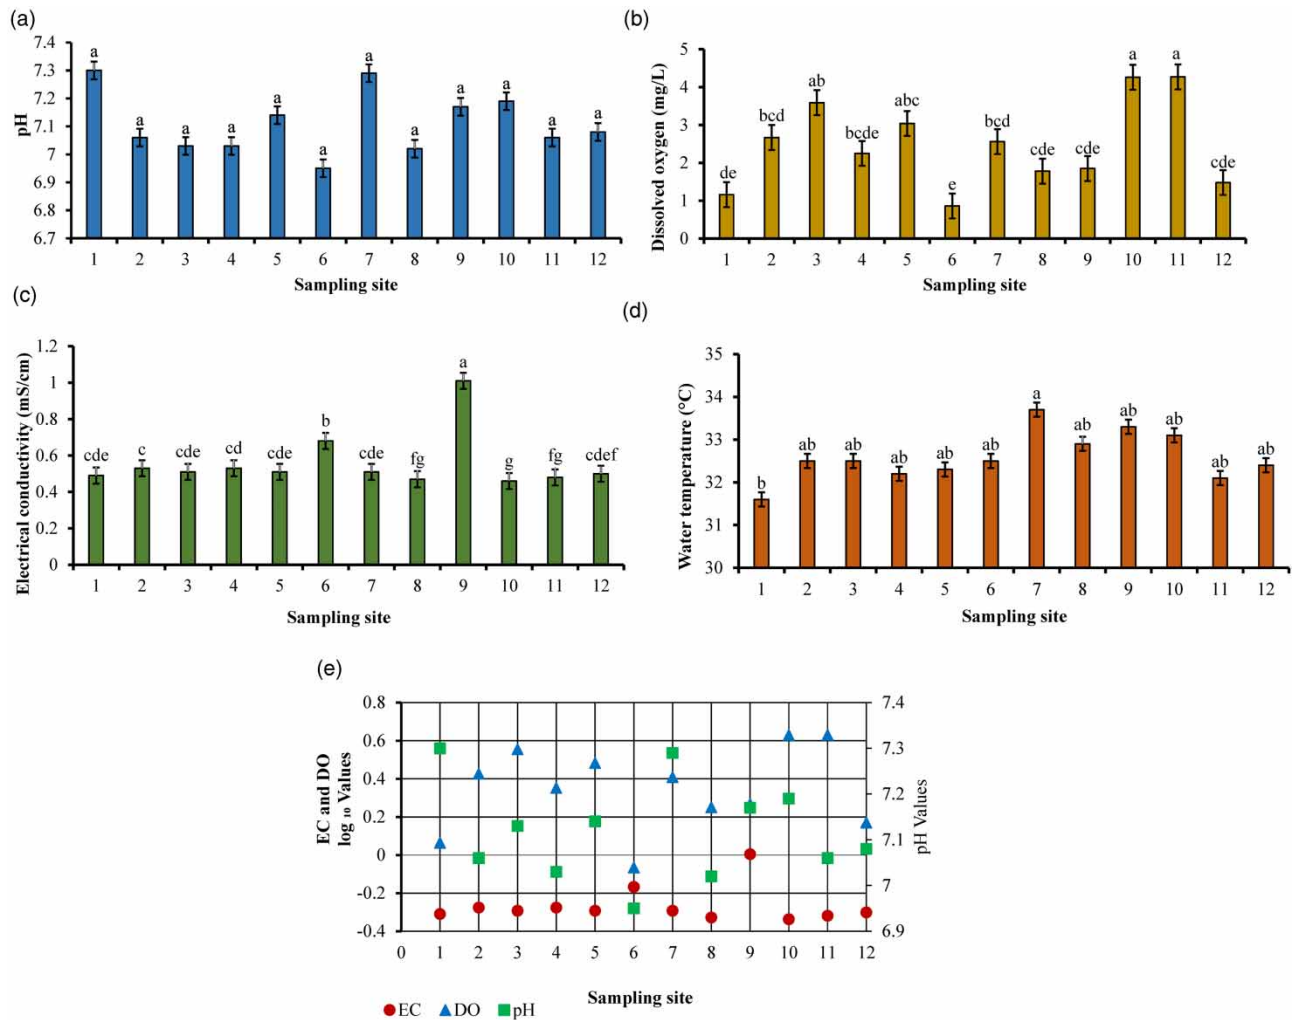 (a)
pH
7.4
7.3
7.2
7.1
7
6.9
6.8
6.7
a a a a a a a a a a a a
1 2 3 4 5 6 7 8 9 10 11 12
Sampling site
(b)
Dissolved oxygen (mg/L)
5
4
3
2
1
0
de bcd ab bcde abc e bcd cde cde a a cde
1 2 3 4 5 6 7 8 9 10 11 12
Sampling site
(c)
Electrical conductivity (mS/cm)
1.2
1
0.8
0.6
0.4
0.2
0
cde c cde cd cde b cde fg a g fg cdef
1 2 3 4 5 6 7 8 9 10 11 12
Sampling site
(d)
Water temperature (°C)
35
34
33
32
31
30
b ab ab ab ab ab a ab ab ab ab ab
1 2 3 4 5 6 7 8 9 10 11 12
Sampling site
(e)
EC and DO
log ₁₀ Values
0.8
0.6
0.4
0.2
0
-0.2
-0.4
7.4
7.3
7.2
7.1
7
6.9
pH Values
0 1 2 3 4 5 6 7 8 9 10 11 12
Sampling site
EC DO pH